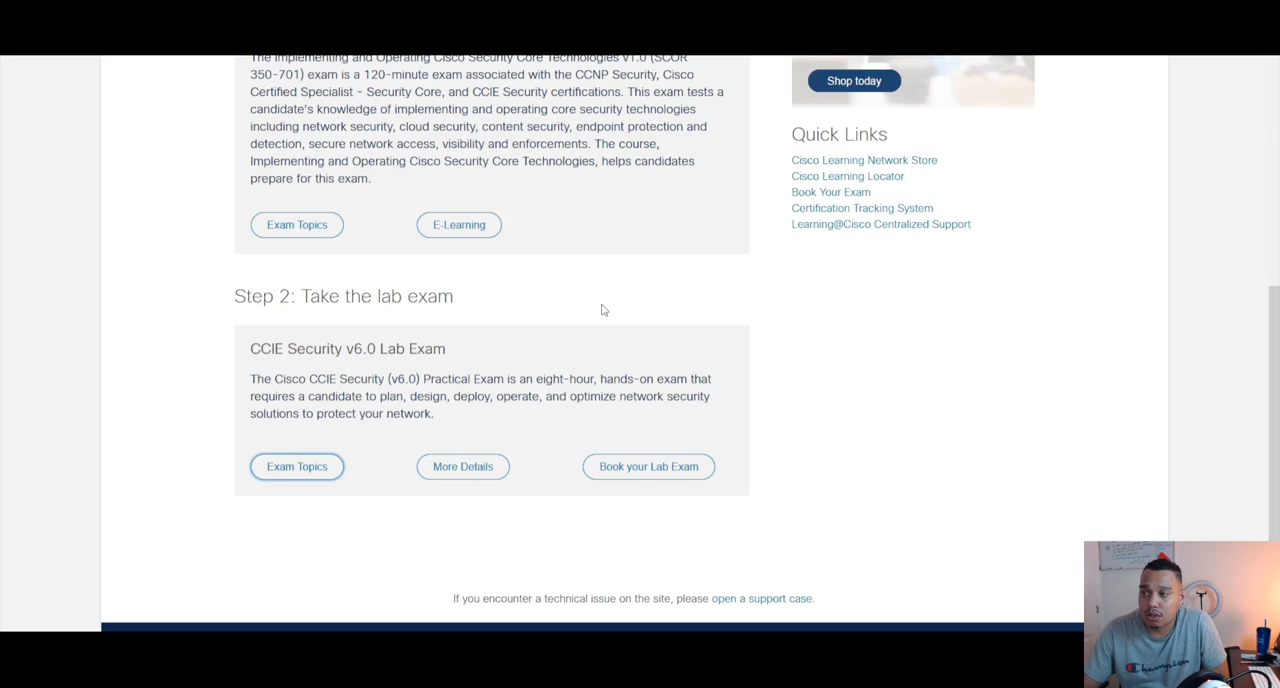 The Implementing and Operating Cisco Security Core Technologies v1.0 (SCOR
350-701) exam is a 120-minute exam associated with the CCNP Security, Cisco
Certified Specialist - Security Core, and CCIE Security certifications. This exam tests a
candidate's knowledge of implementing and operating core security technologies
including network security, cloud security, content security, endpoint protection and
detection, secure network access, visibility and enforcements. The course,
Implementing and Operating Cisco Security Core Technologies, helps candidates
prepare for this exam.
Exam Topics
E-Learning
Step 2: Take the lab exam
CCIE Security v6.0 Lab Exam
The Cisco CCIE Security (v6.0) Practical Exam is an eight-hour, hands-on exam that
requires a candidate to plan, design, deploy, operate, and optimize network security
solutions to protect your network.
Exam Topics
More Details
Book your Lab Exam
Shop today
Quick Links
Cisco Learning Network Store
Cisco Learning Locator
Book Your Exam
Certification Tracking System
Learning@Cisco Centralized Support
If you encounter a technical issue on the site, please open a support case.
Champion